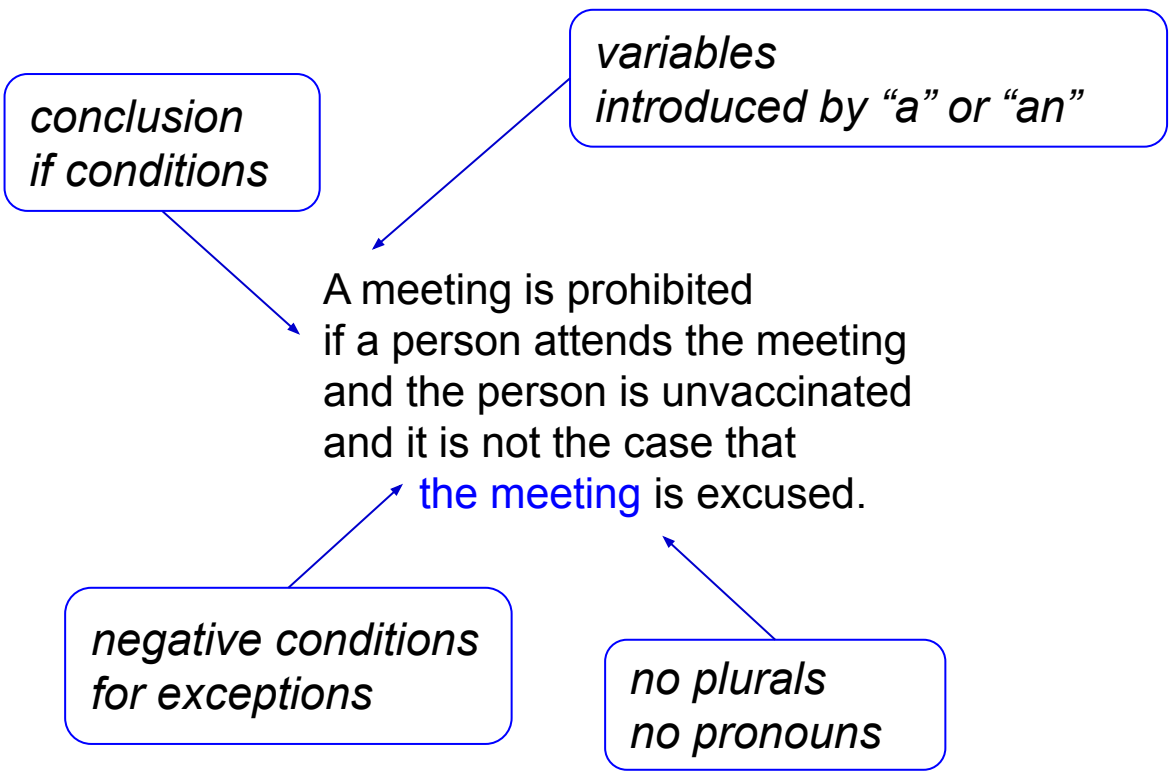 variables
introduced by “a” or “an”
conclusion
if conditions
A meeting is prohibited
if a person attends the meeting
and the person is unvaccinated
and it is not the case that
the meeting is excused.
negative conditions
for exceptions
no plurals
no pronouns